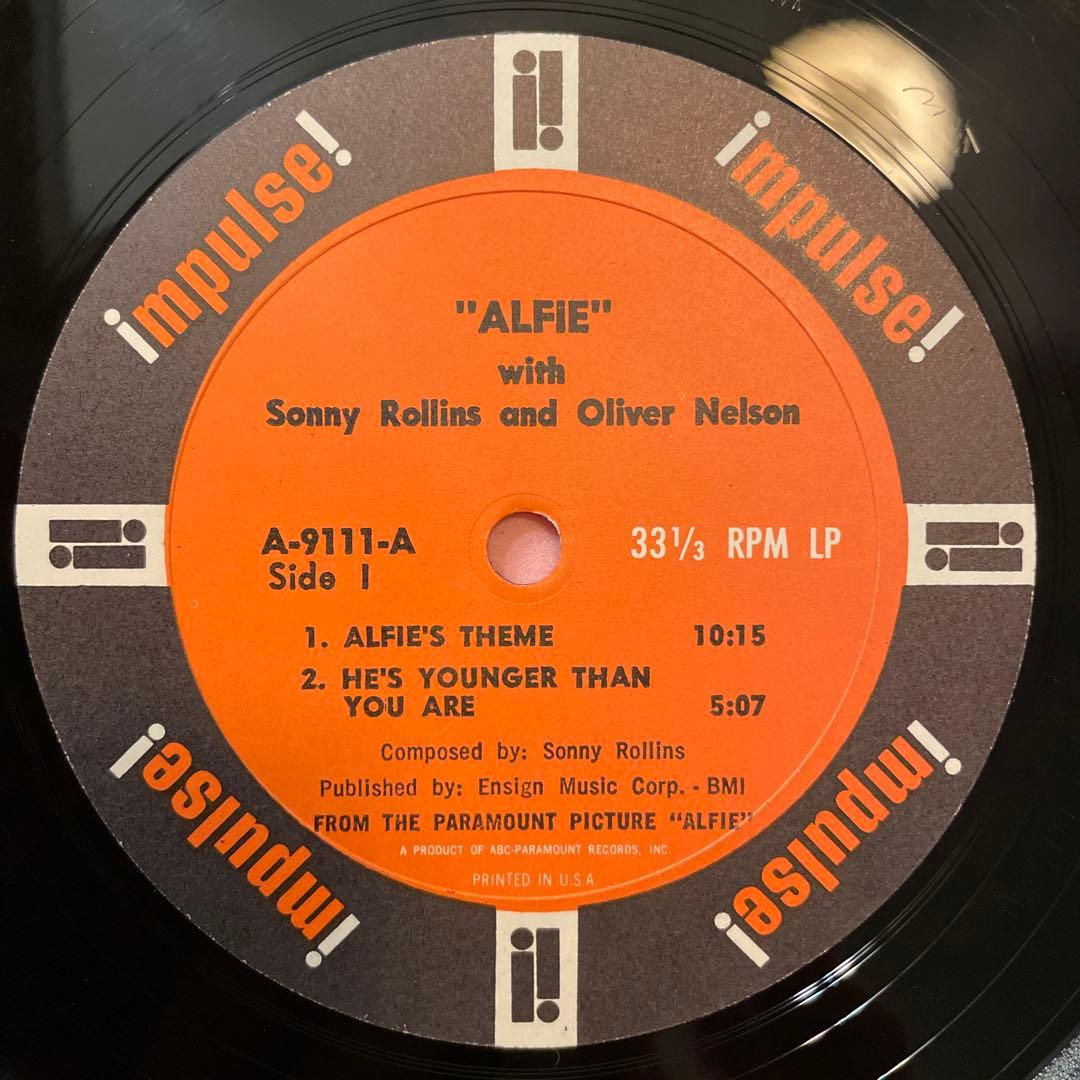 impulse!
impulse!
"ALFIE"
with
Sonny Rollins and Oliver Nelson
A-9111-A
Side 1
33 1/3 RPM LP
1. ALFIE'S THEME 10:15
2. HE'S YOUNGER THAN
YOU ARE 5:07
Composed by: Sonny Rollins
Published by: Ensign Music Corp. - BMI
FROM THE PARAMOUNT PICTURE "ALFIE"
A PRODUCT OF ABC-PARAMOUNT RECORDS, INC.
PRINTED IN U.S.A
impulse!
impulse!